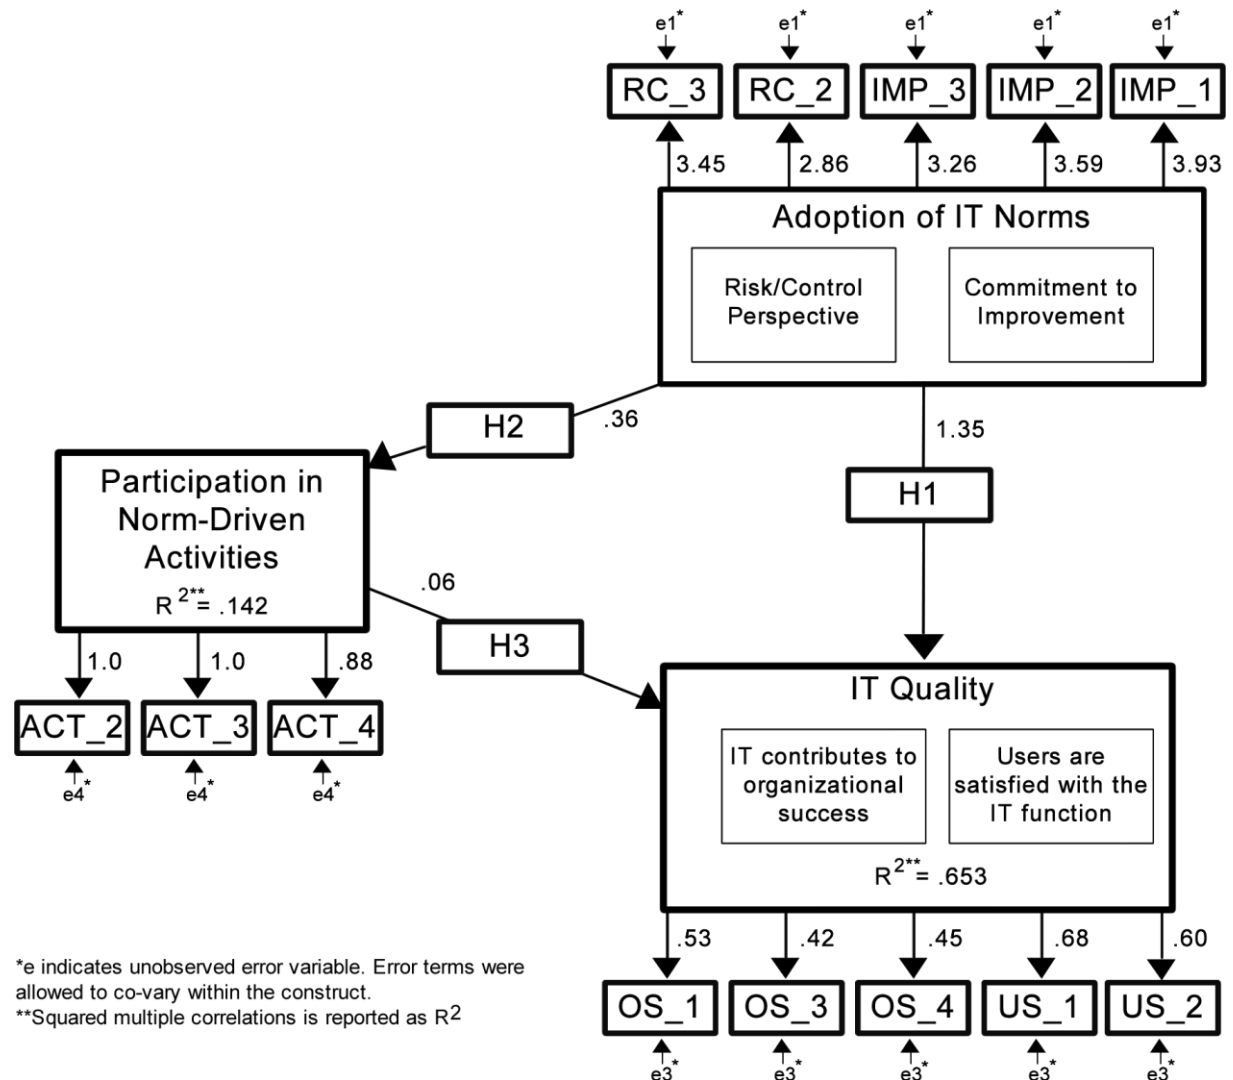 e1* e1* e1* e1* e1*
RC_3 RC_2 IMP_3 IMP_2 IMP_1
3.45 2.86 3.26 3.59 3.93
Adoption of IT Norms
Risk/Control
Perspective
Commitment to
Improvement
H2
.36
1.35
H1
Participation in
Norm-Driven
Activities
R2**= .142
.06
H3
1.0 1.0 .88
ACT_2 ACT_3 ACT_4
e4* e4* e4*
IT Quality
IT contributes to
organizational
success
Users are
satisfied with the
IT function
R2**= .653
.53 .42 .45 .68 .60
OS_1 OS_3 OS_4 US_1 US_2
e3* e3* e3* e3* e3*
*e indicates unobserved error variable. Error terms were
allowed to co-vary within the construct.
**Squared multiple correlations is reported as R2